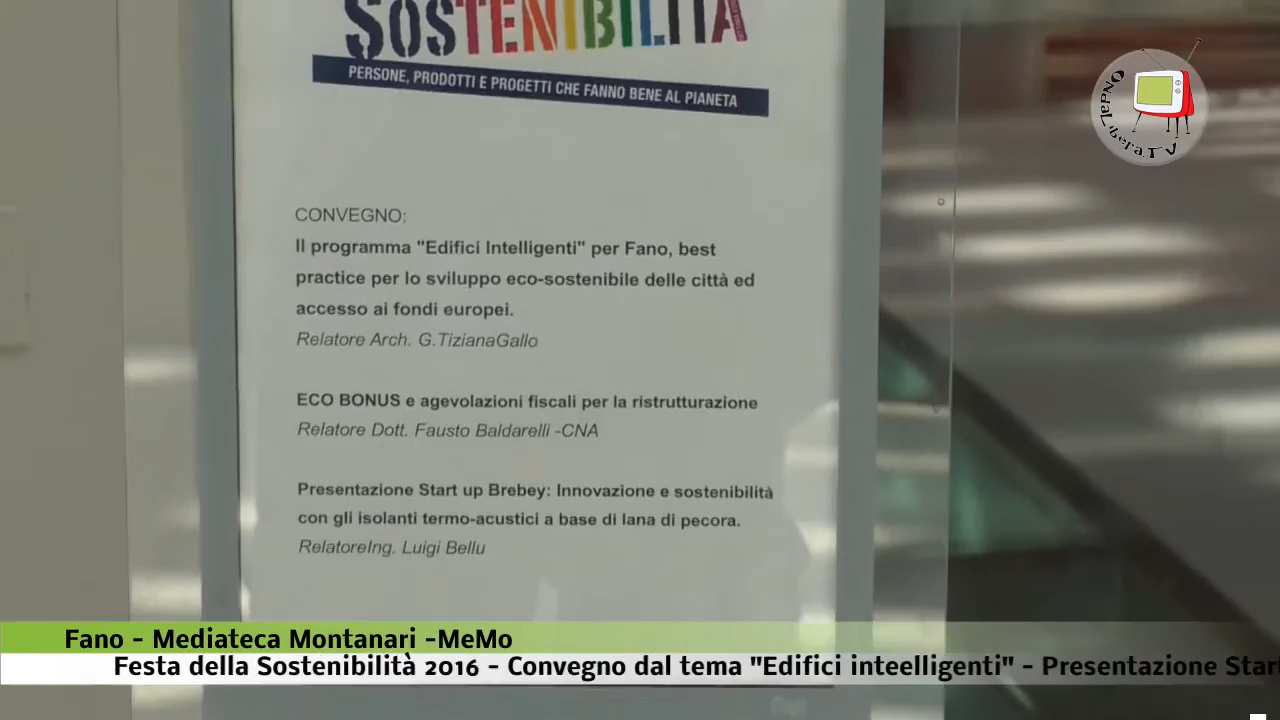 SOSTENIBILITÀ
PERSONE, PRODOTTI E PROGETTI CHE FANNO BENE AL PIANETA
OndaLibera.TV
CONVEGNO:
Il programma "Edifici Intelligenti" per Fano, best
practice per lo sviluppo eco-sostenibile delle città ed
accesso ai fondi europei.
Relatore Arch. G.TizianaGallo
ECO BONUS e agevolazioni fiscali per la ristrutturazione
Relatore Dott. Fausto Baldarelli -CNA
Presentazione Start up Brebey: Innovazione e sostenibilità
con gli isolanti termo-acustici a base di lana di pecora.
RelatoreIng. Luigi Bellu
Fano - Mediateca Montanari -MeMo
Festa della Sostenibilità 2016 - Convegno dal tema "Edifici inteelligenti" - Presentazione Star